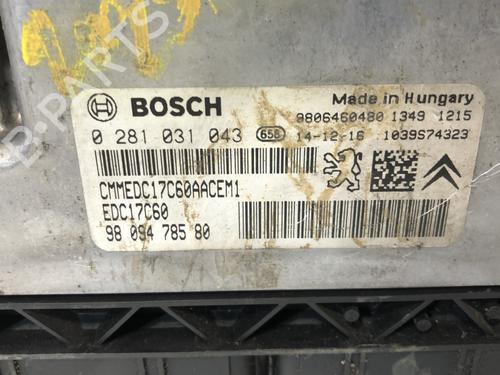 BOSCH
Made in Hungary
9806460480 1349 1215
0 281 031 043 658 14-12-16 1039S74323
CMMEDC17C60AACEM1
EDC17C60
98 094 785 80